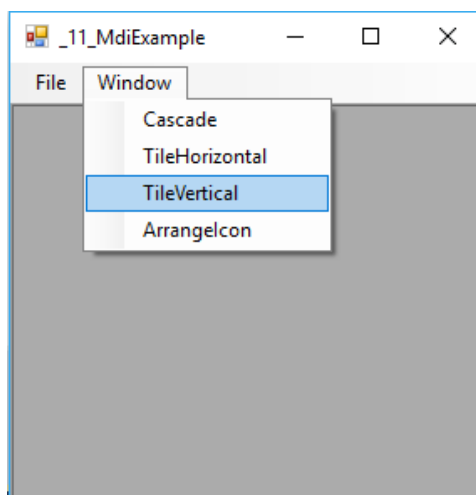 _11_MdiExample
File Window
Cascade
TileHorizontal
TileVertical
ArrangeIcon